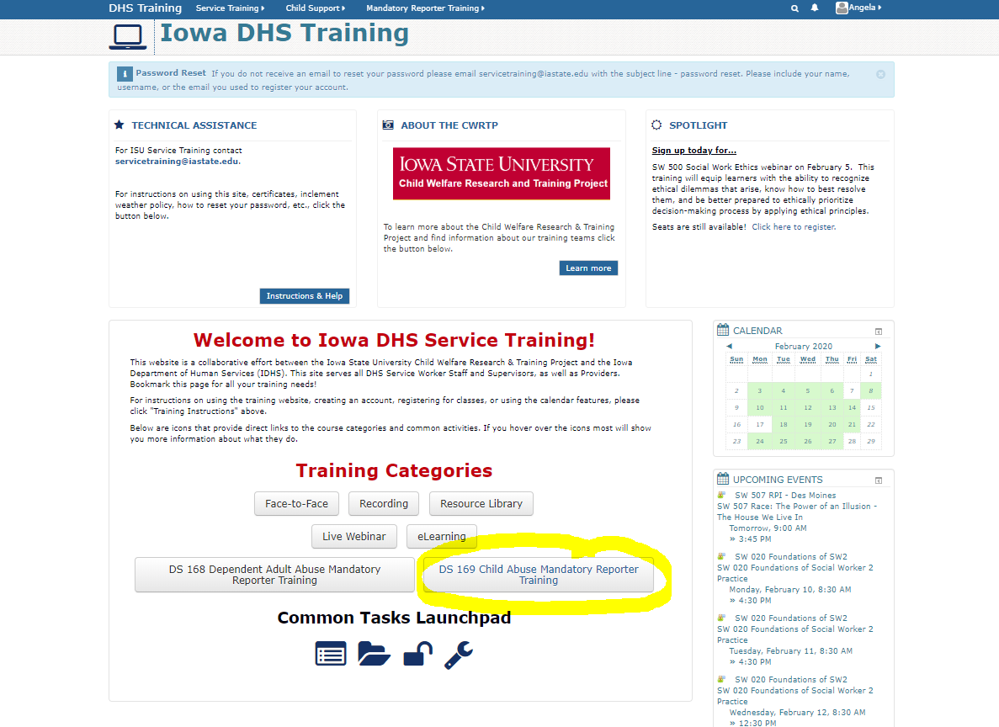 DHS Training
Service Training
Child Support
Mandatory Reporter Training
Angela
Iowa DHS Training
Password Reset If you do not receive an email to reset your password please email servicetraining@iastate.edu with the subject line - password reset. Please include your name,
username, or the email you used to register your account.
TECHNICAL ASSISTANCE
For ISU Service Training contact
servicetraining@iastate.edu.
For instructions on using this site, certificates, inclement
weather policy, how to reset your password, etc., click the
button below.
Instructions & Help
ABOUT THE CWRTP
IOWA STATE UNIVERSITY
Child Welfare Research and Training Project
To learn more about the Child Welfare Research & Training
Project and find information about our training teams click
the button below.
Learn more
SPOTLIGHT
Sign up today for...
SW 500 Social Work Ethics webinar on February 5. This
training will equip learners with the ability to recognize
ethical dilemmas that arise, know how to best resolve
them, and be better prepared to ethically prioritize
decision-making process by applying ethical principles.
Seats are still available! Click here to register.
Welcome to Iowa DHS Service Training!
This website is a collaborative effort between the Iowa State University Child Welfare Research & Training Project and the Iowa
Department of Human Services (IDHS). This site serves all DHS Service Worker Staff and Supervisors, as well as Providers.
Bookmark this page for all your training needs!
For instructions on using the training website, creating an account, registering for classes, or using the calendar features, please
click "Training Instructions" above.
Below are icons that provide direct links to the course categories and common activities. If you hover over the icons most will show
you more information about what they do.
Training Categories
Face-to-Face
Recording
Resource Library
Live Webinar
eLearning
DS 168 Dependent Adult Abuse Mandatory
Reporter Training
DS 169 Child Abuse Mandatory Reporter
Training
Common Tasks Launchpad
CALENDAR
February 2020
Sun Mon Tue Wed Thu Fri Sat
1
2 3 4 5 6 7 8
9 10 11 12 13 14 15
16 17 18 19 20 21 22
23 24 25 26 27 28 29
UPCOMING EVENTS
SW 507 RPI - Des Moines
SW 507 Race: The Power of an Illusion -
The House We Live In
Tomorrow, 9:00 AM
» 3:45 PM
SW 020 Foundations of SW2
SW 020 Foundations of Social Worker 2
Practice
Monday, February 10, 8:30 AM
» 4:30 PM
SW 020 Foundations of SW2
SW 020 Foundations of Social Worker 2
Practice
Tuesday, February 11, 8:30 AM
» 4:30 PM
SW 020 Foundations of SW2
SW 020 Foundations of Social Worker 2
Practice
Wednesday, February 12, 8:30 AM
» 12:30 PM